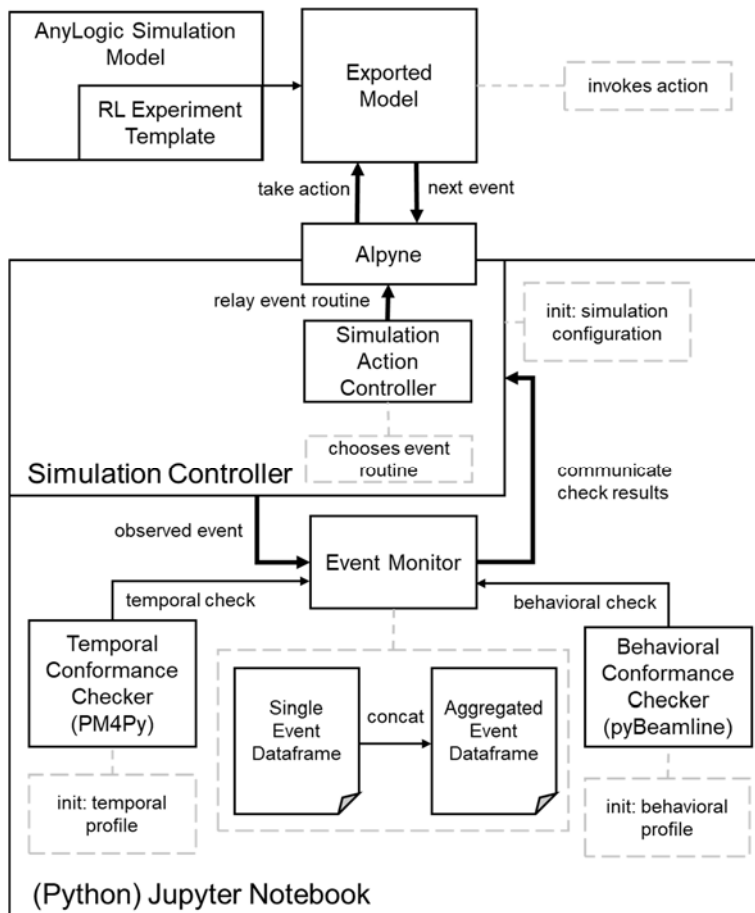 AnyLogic Simulation
Model
RL Experiment
Template
Exported
Model
invokes action
take action
next event
Alpyne
relay event routine
Simulation
Action
Controller
init: simulation
configuration
chooses event
routine
Simulation Controller
communicate
check results
observed event
Event Monitor
temporal check
behavioral check
Temporal
Conformance
Checker
(PM4Py)
Single
Event
Dataframe
concat
Aggregated
Event
Dataframe
Behavioral
Conformance
Checker
(pyBeamline)
init: temporal
profile
init: behavioral
profile
(Python) Jupyter Notebook